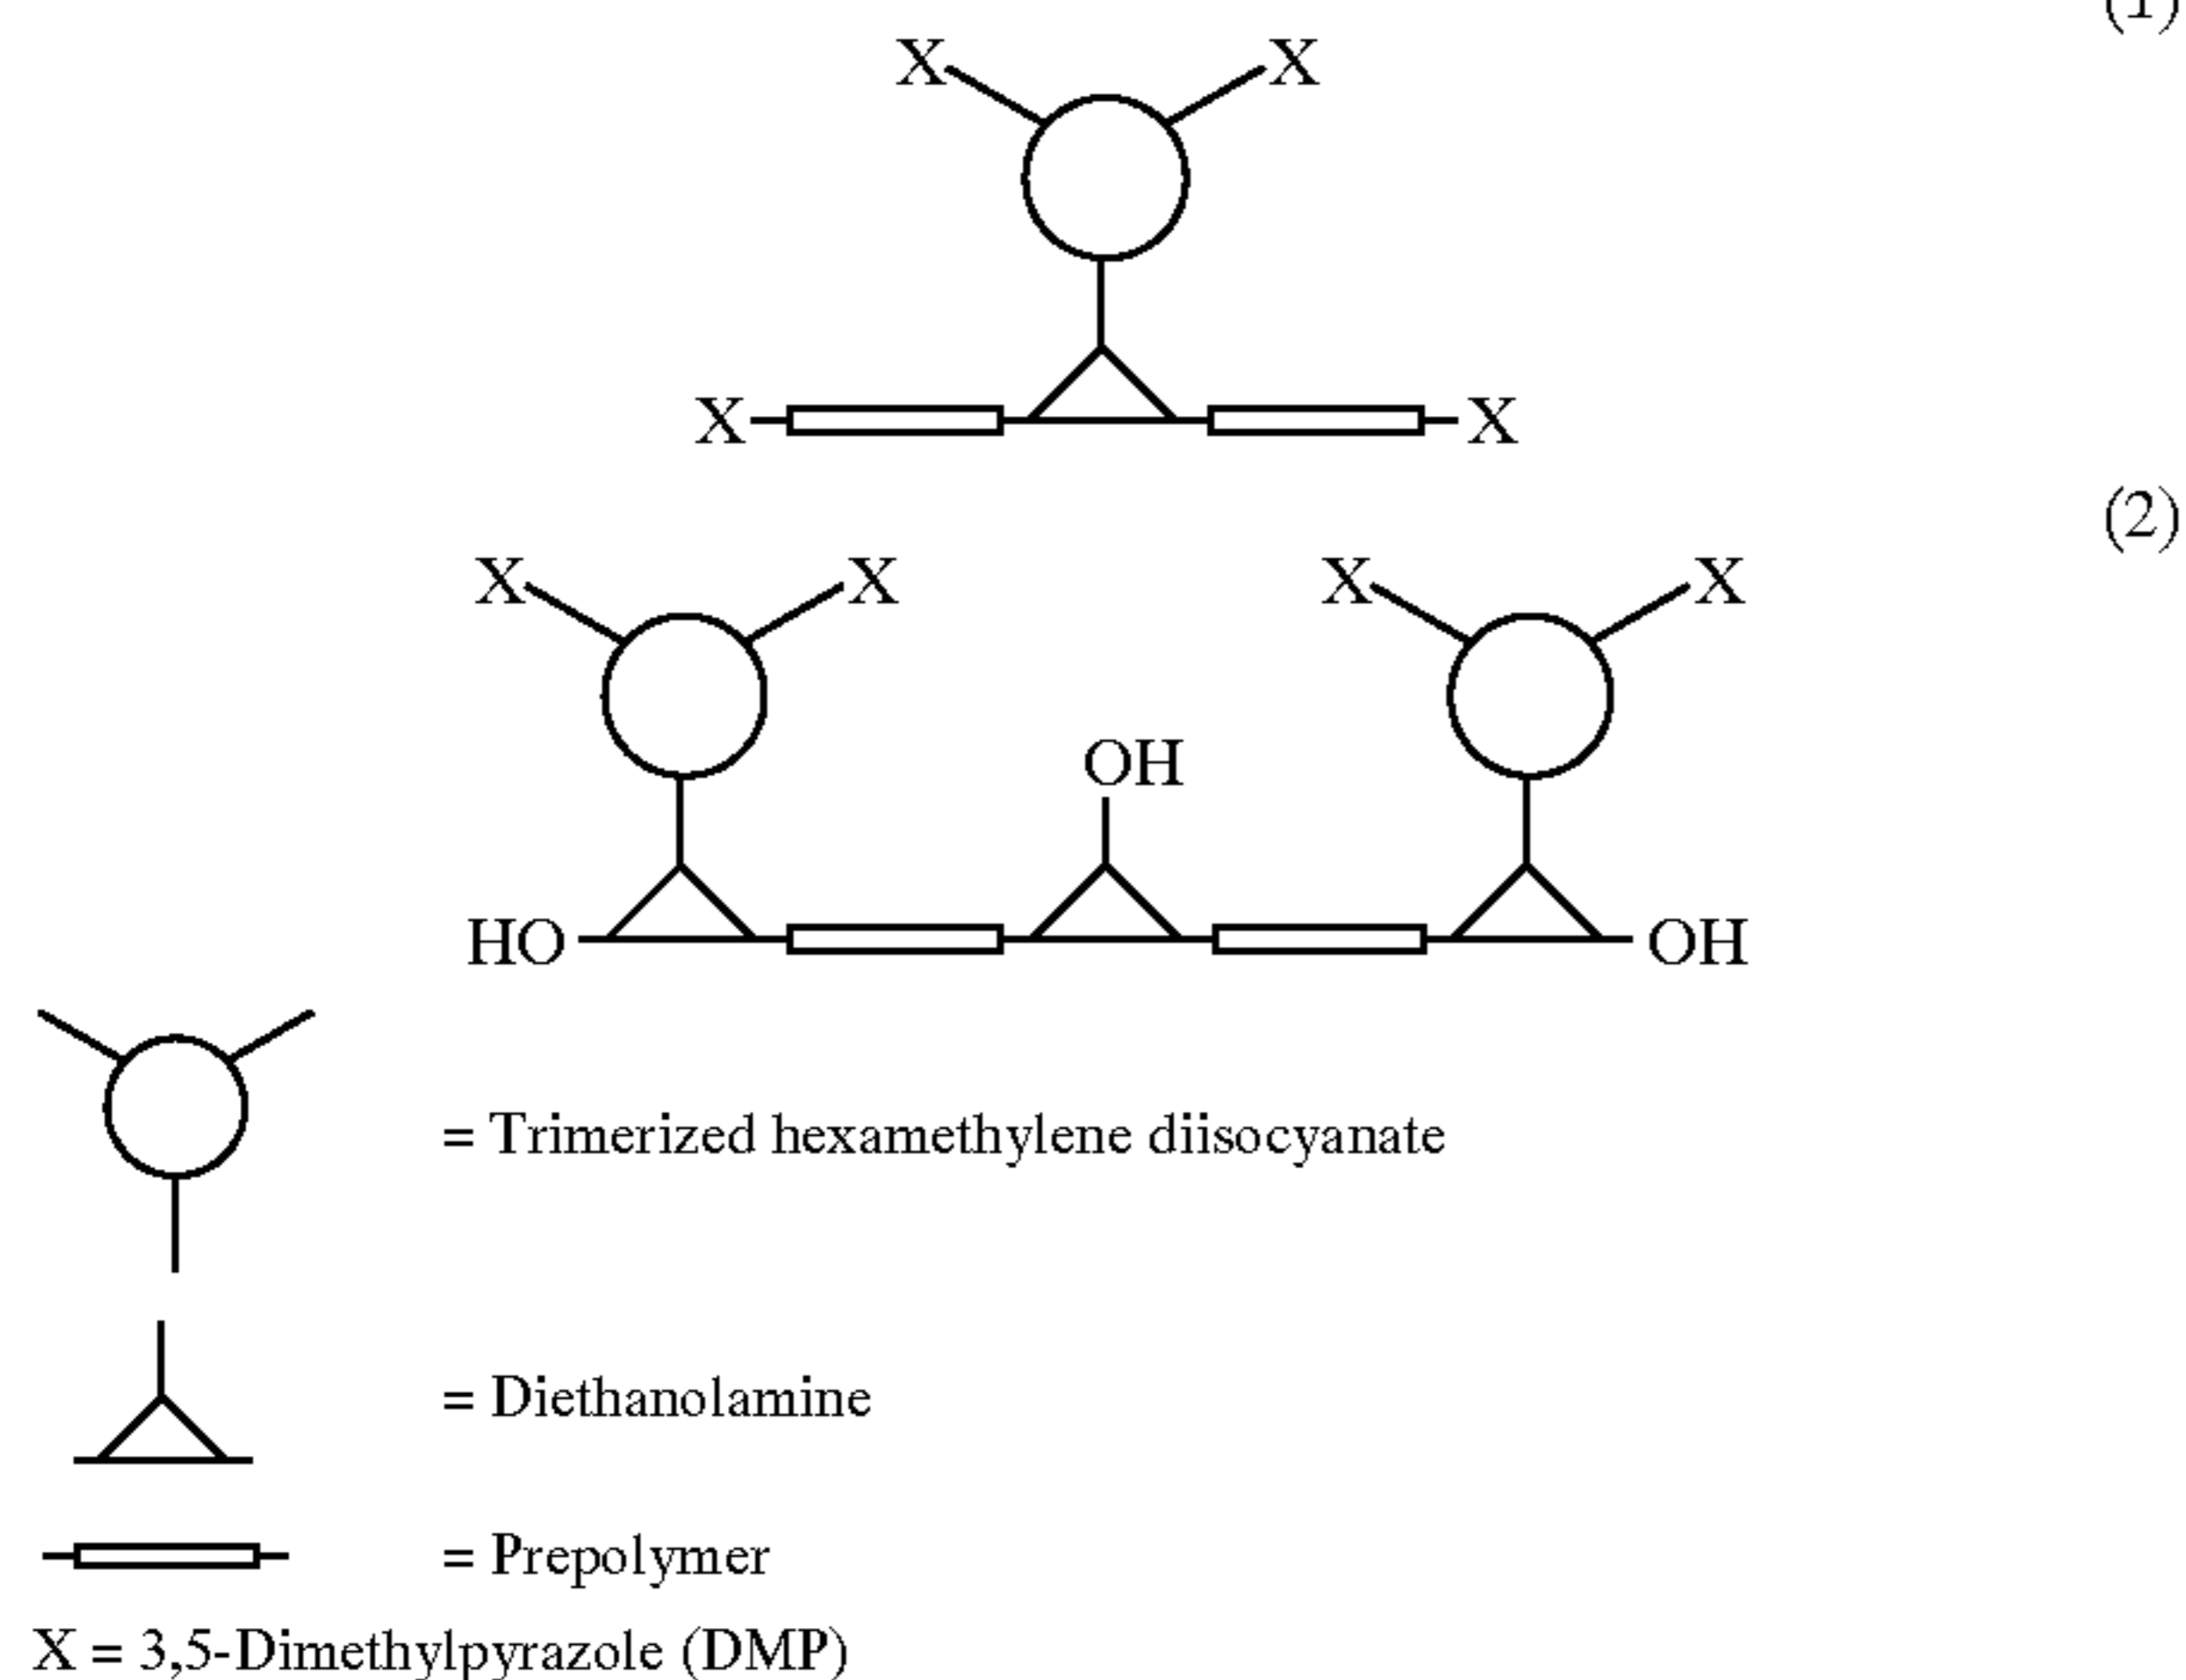 (1)
X X
X X
(2)
X X X X
OH
HO OH
= Trimerized hexamethylene diisocyanate
= Diethanolamine
= Prepolymer
X = 3,5-Dimethylpyrazole (DMP)